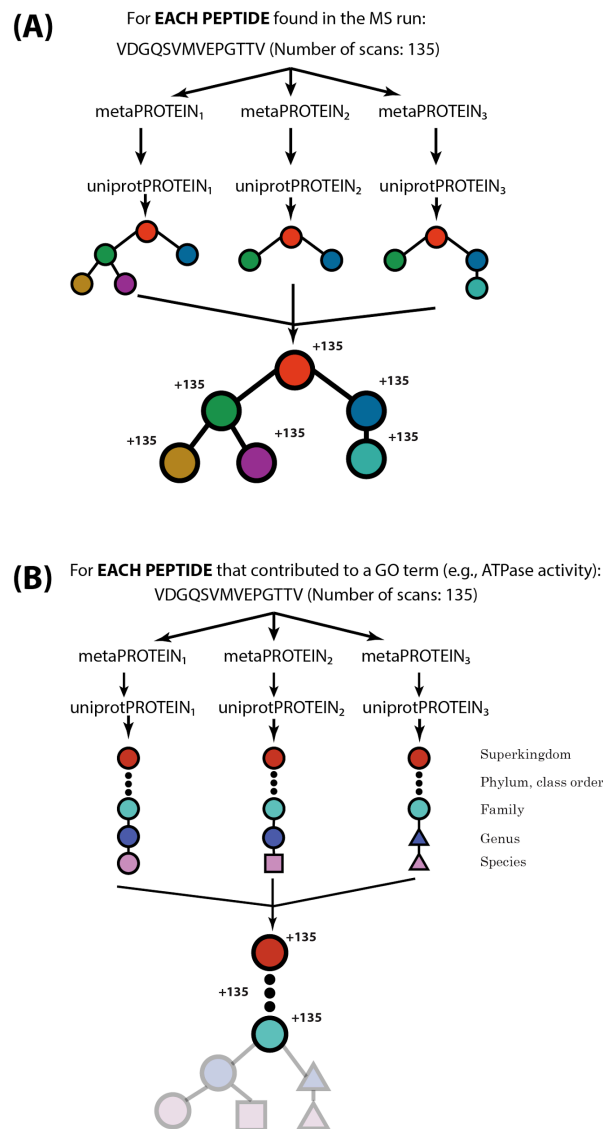 (A)
For EACH PEPTIDE found in the MS run:
VDGQSVMVEPGTTV (Number of scans: 135)
metaPROTEIN₁ metaPROTEIN₂ metaPROTEIN₃
uniprotPROTEIN₁ uniprotPROTEIN₂ uniprotPROTEIN₃
+135
+135 +135
+135 +135 +135
(B)
For EACH PEPTIDE that contributed to a GO term (e.g., ATPase activity):
VDGQSVMVEPGTTV (Number of scans: 135)
metaPROTEIN₁ metaPROTEIN₂ metaPROTEIN₃
uniprotPROTEIN₁ uniprotPROTEIN₂ uniprotPROTEIN₃
Superkingdom
Phylum, class order
Family
Genus
Species
+135
+135
+135